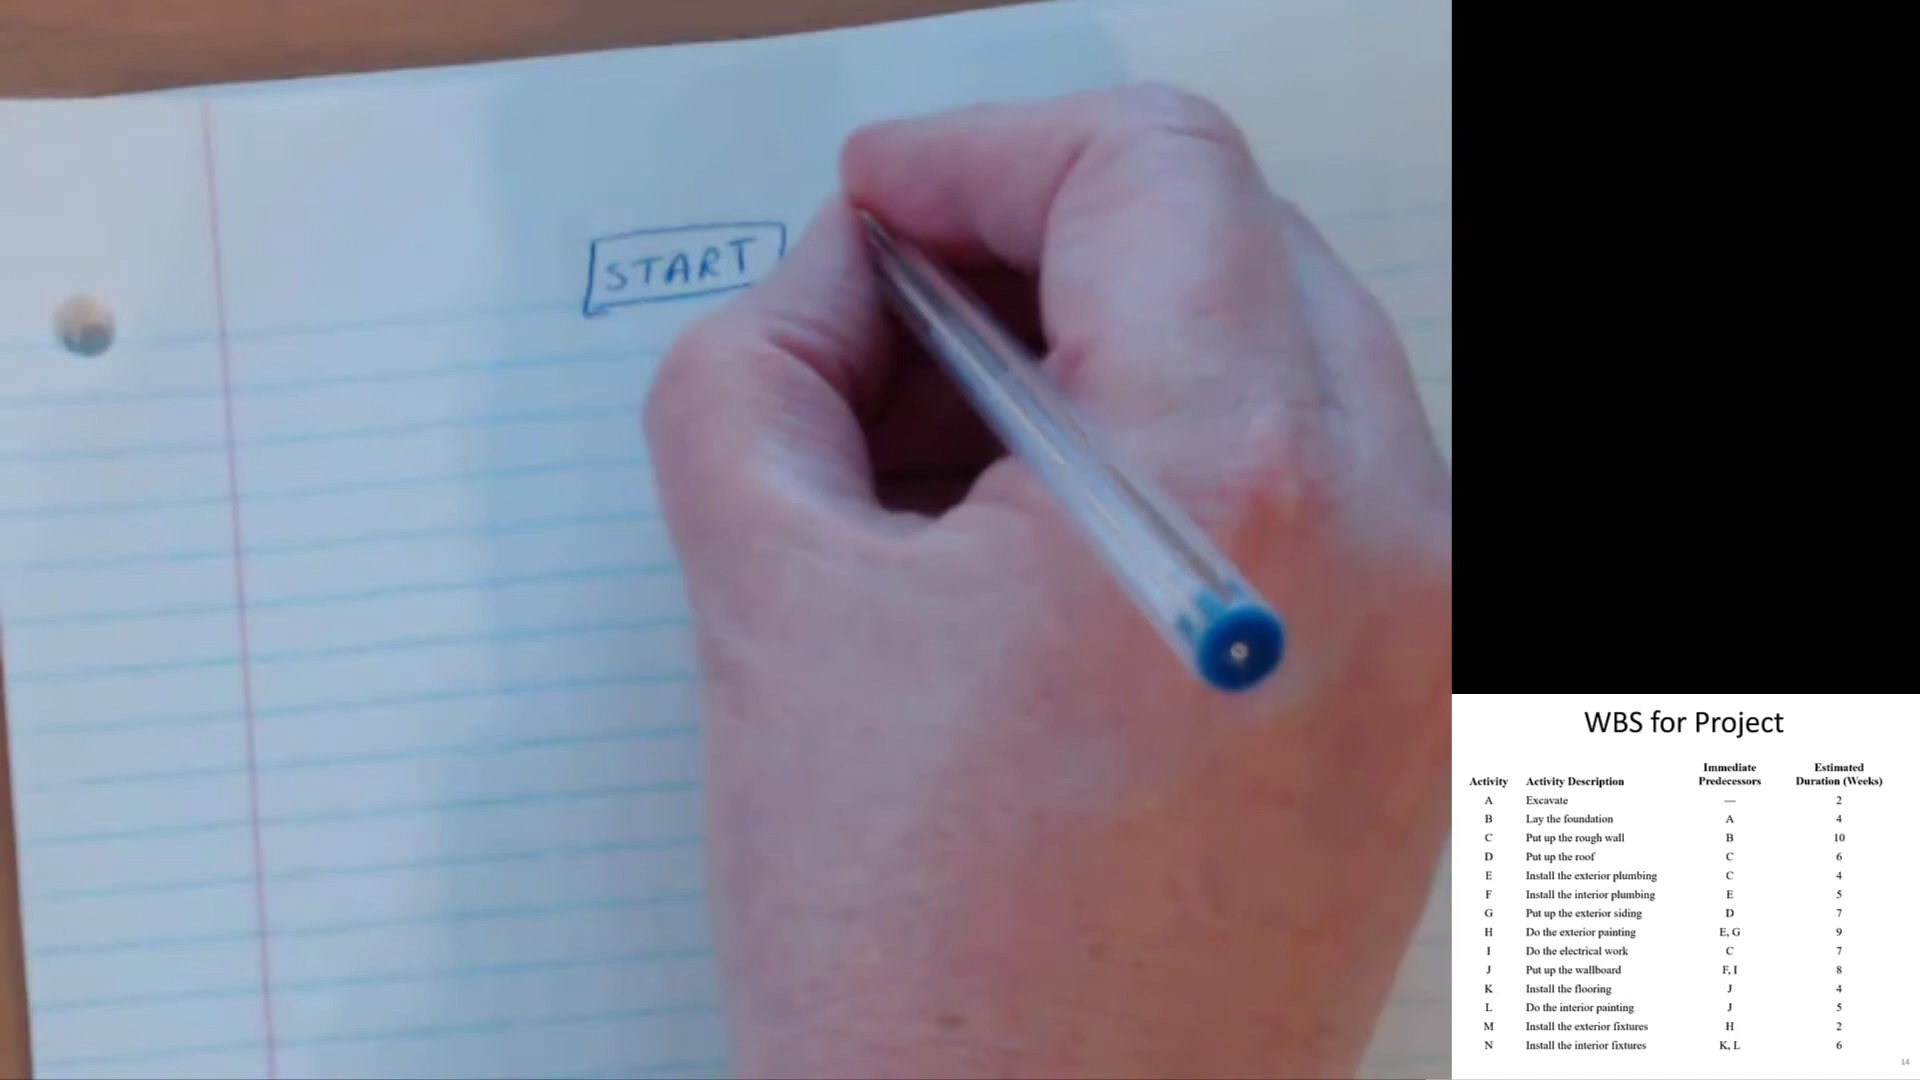 START
WBS for Project
Activity Activity Description Immediate Predecessors Estimated Duration (Weeks)
A Excavate — 2
B Lay the foundation A 4
C Put up the rough wall B 10
D Put up the roof C 6
E Install the exterior plumbing C 4
F Install the interior plumbing E 5
G Put up the exterior siding D 7
H Do the exterior painting E, G 9
I Do the electrical work C 7
J Put up the wallboard F, I 8
K Install the flooring J 4
L Do the interior painting J 5
M Install the exterior fixtures H 2
N Install the interior fixtures K, L 6
14